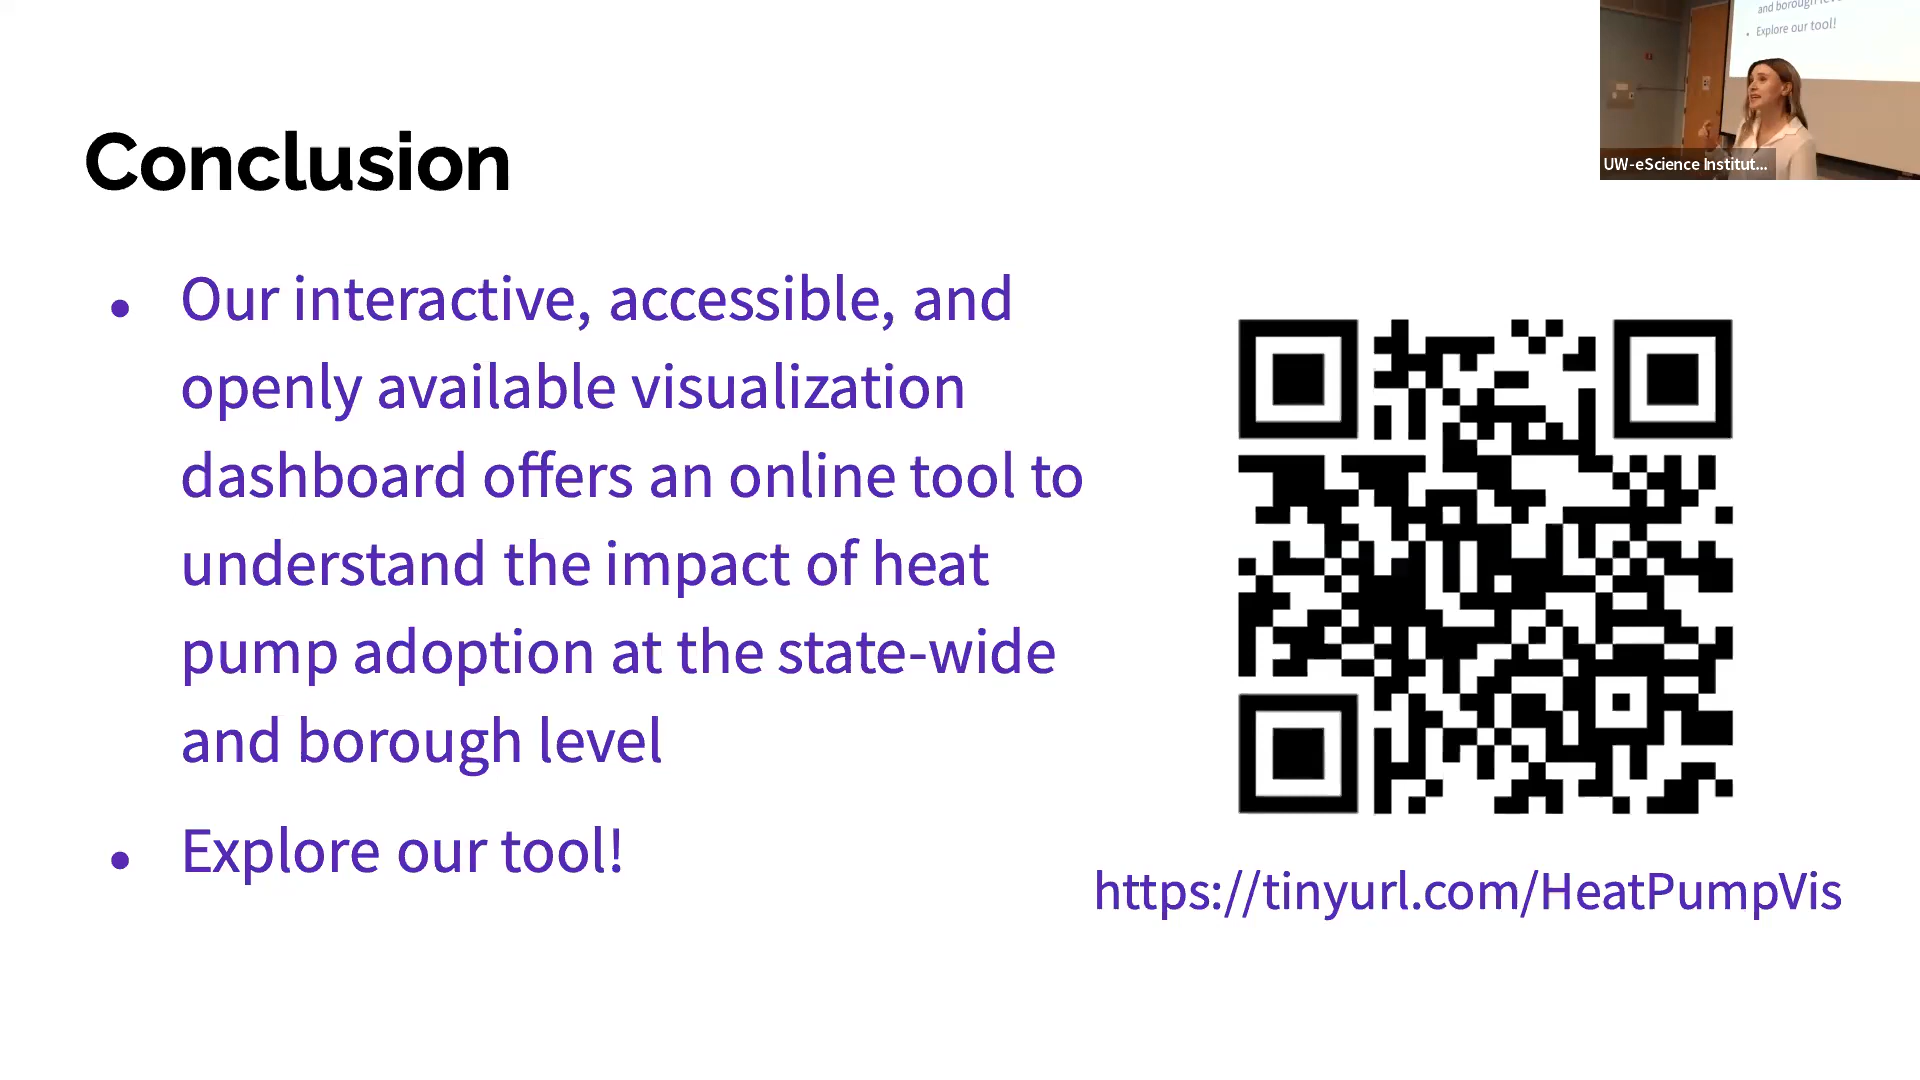 and borough
Explore our tool!
UW-eScience Institut...
Conclusion
Our interactive, accessible, and
openly available visualization
dashboard offers an online tool to
understand the impact of heat
pump adoption at the state-wide
and borough level
Explore our tool!
https://tinyurl.com/HeatPumpVis